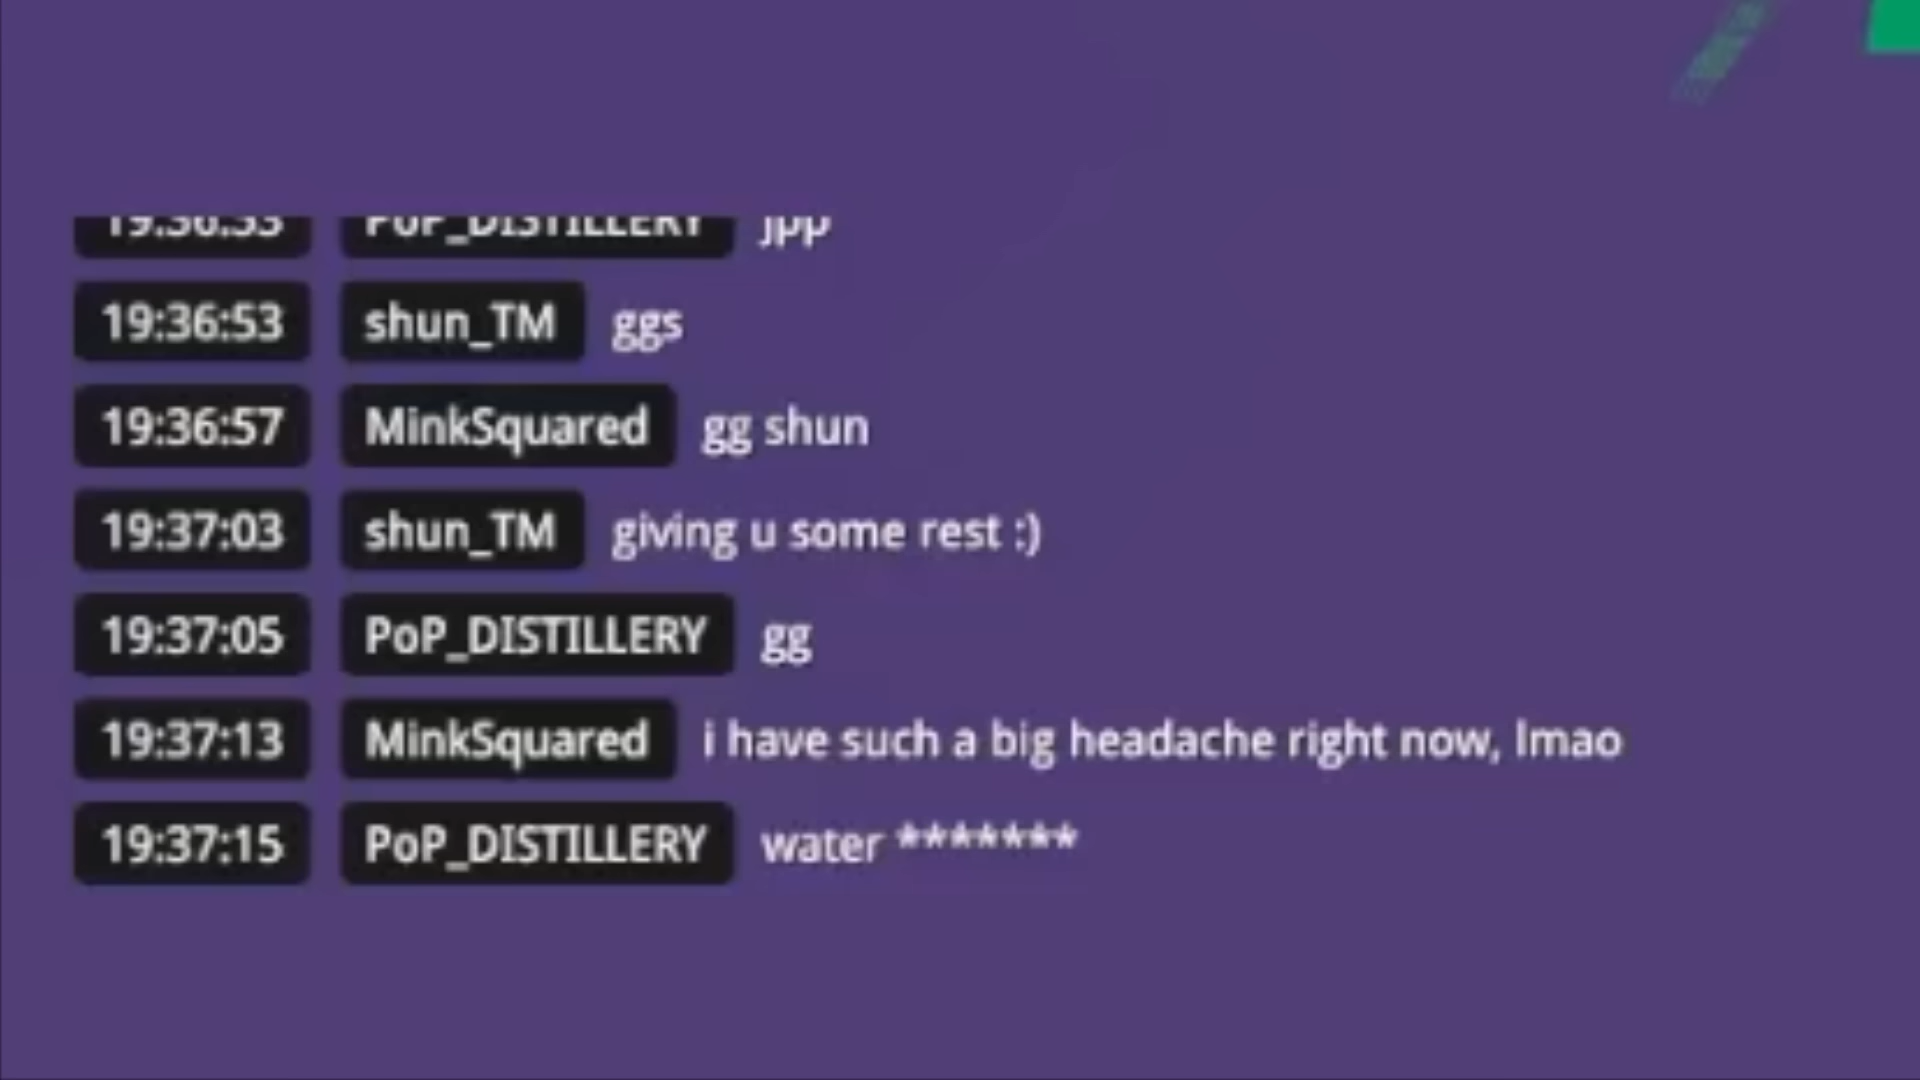 PoP_DISTILLERY jpp
19:36:53 shun_TM ggs
19:36:57 MinkSquared gg shun
19:37:03 shun_TM giving u some rest :)
19:37:05 PoP_DISTILLERY gg
19:37:13 MinkSquared i have such a big headache right now, lmao
19:37:15 PoP_DISTILLERY water *******